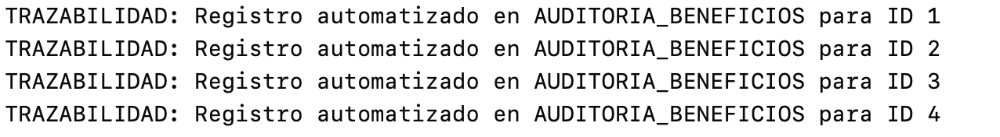 TRAZABILIDAD: Registro automatizado en AUDITORIA_BENEFICIOS para ID 1
TRAZABILIDAD: Registro automatizado en AUDITORIA_BENEFICIOS para ID 2
TRAZABILIDAD: Registro automatizado en AUDITORIA_BENEFICIOS para ID 3
TRAZABILIDAD: Registro automatizado en AUDITORIA_BENEFICIOS para ID 4